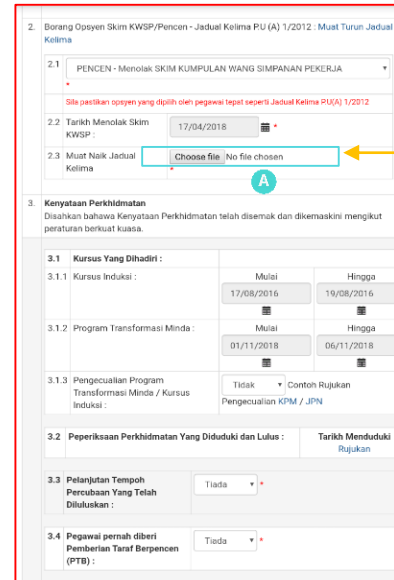 2. Borang Opsyen Skim KWSP/Pencen - Jadual Kelima P.U (A) 1/2012 : Muat Turun Jadual
Kelima
2.1 PENCEN - Menolak SKIM KUMPULAN WANG SIMPANAN PEKERJA
*
Sila pastikan opsyen yang dipilih oleh pegawai tepat seperti Jadual Kelima P.U(A) 1/2012
2.2 Tarikh Menolak Skim
KWSP :
17/04/2018 *
2.3 Muat Naik Jadual
Kelima
Choose file No file chosen
*
A
3. Kenyataan Perkhidmatan
Disahkan bahawa Kenyataan Perkhidmatan telah disemak dan dikemaskini mengikut
peraturan berkuat kuasa.
3.1 Kursus Yang Dihadiri :
3.1.1 Kursus Induksi : Mulai Hingga
17/08/2016 19/08/2016
3.1.2 Program Transformasi Minda : Mulai Hingga
01/11/2018 06/11/2018
3.1.3 Pengecualian Program
Transformasi Minda / Kursus
Induksi :
Tidak Contoh Rujukan
Pengecualian KPM / JPN
3.2 Peperiksaan Perkhidmatan Yang Diduduki dan Lulus : Tarikh Menduduki
Rujukan
3.3 Pelanjutan Tempoh
Percubaan Yang Telah
Diluluskan :
Tiada *
3.4 Pegawai pernah diberi
Pemberian Taraf Berpencen
(PTB) :
Tiada *